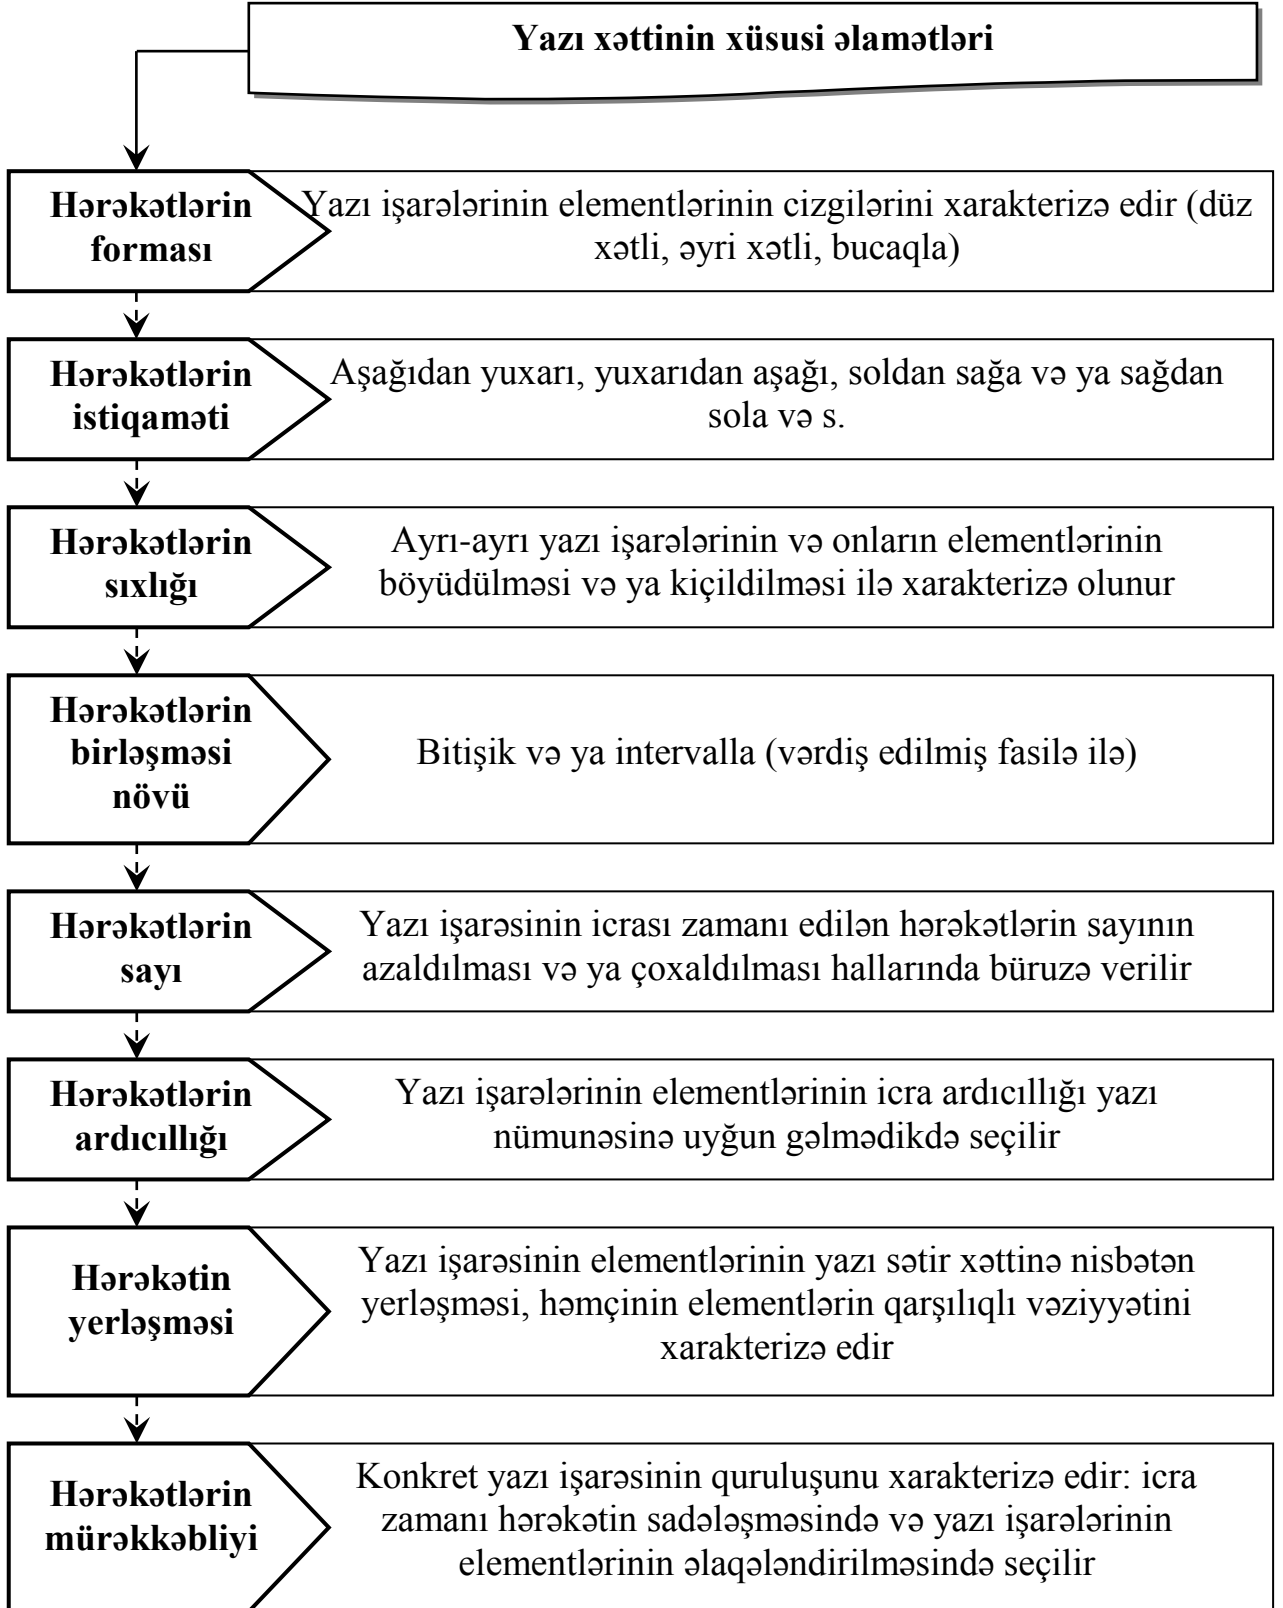 Yazı xəttinin xüsusi əlamətləri
Hərəkətlərin
forması
Yazı işarələrinin elementlərinin cizgilərini xarakterizə edir (düz
xətli, əyri xətli, bucaqla)
Hərəkətlərin
istiqaməti
Aşağıdan yuxarı, yuxarıdan aşağı, soldan sağa və ya sağdan
sola və s.
Hərəkətlərin
sıxlığı
Ayrı-ayrı yazı işarələrinin və onların elementlərinin
böyüdülməsi və ya kiçildilməsi ilə xarakterizə olunur
Hərəkətlərin
birləşməsi
növü
Bitişik və ya intervalla (vərdiş edilmiş fasilə ilə)
Hərəkətlərin
sayı
Yazı işarəsinin icrası zamanı edilən hərəkətlərin sayının
azaldılması və ya çoxaldılması hallarında büruzə verilir
Hərəkətlərin
ardıcıllığı
Yazı işarələrinin elementlərinin icra ardıcıllığı yazı
nümunəsinə uyğun gəlmədikdə seçilir
Hərəkətin
yerləşməsi
Yazı işarəsinin elementlərinin yazı sətir xəttinə nisbətən
yerləşməsi, həmçinin elementlərin qarşılıqlı vəziyyətini
xarakterizə edir
Hərəkətlərin
mürəkkəbliyi
Konkret yazı işarəsinin quruluşunu xarakterizə edir: icra
zamanı hərəkətin sadələşməsində və yazı işarələrinin
elementlərinin əlaqələndirilməsində seçilir